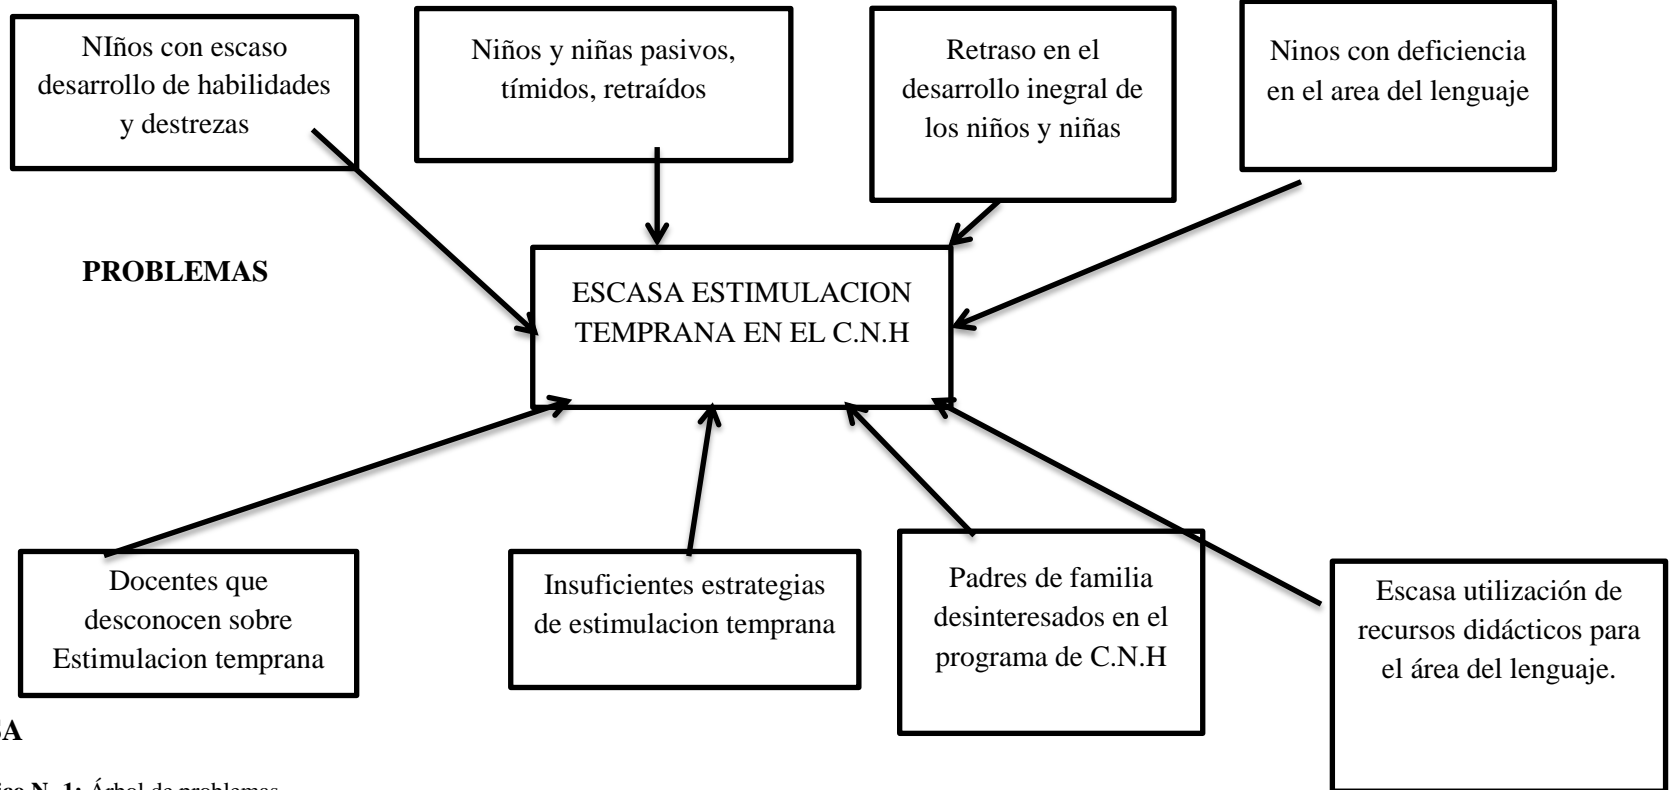 NIños con escaso
desarrollo de habilidades
y destrezas
Niños y niñas pasivos,
tímidos, retraídos
Retraso en el
desarrollo inegral de
los niños y niñas
Ninos con deficiencia
en el area del lenguaje
PROBLEMAS
ESCASA ESTIMULACION
TEMPRANA EN EL C.N.H
Docentes que
desconocen sobre
Estimulacion temprana
Insuficientes estrategias
de estimulacion temprana
Padres de familia
desinteresados en el
programa de C.N.H
Escasa utilización de
recursos didácticos para
el área del lenguaje.
SA
N. 1: Árbol de problemas